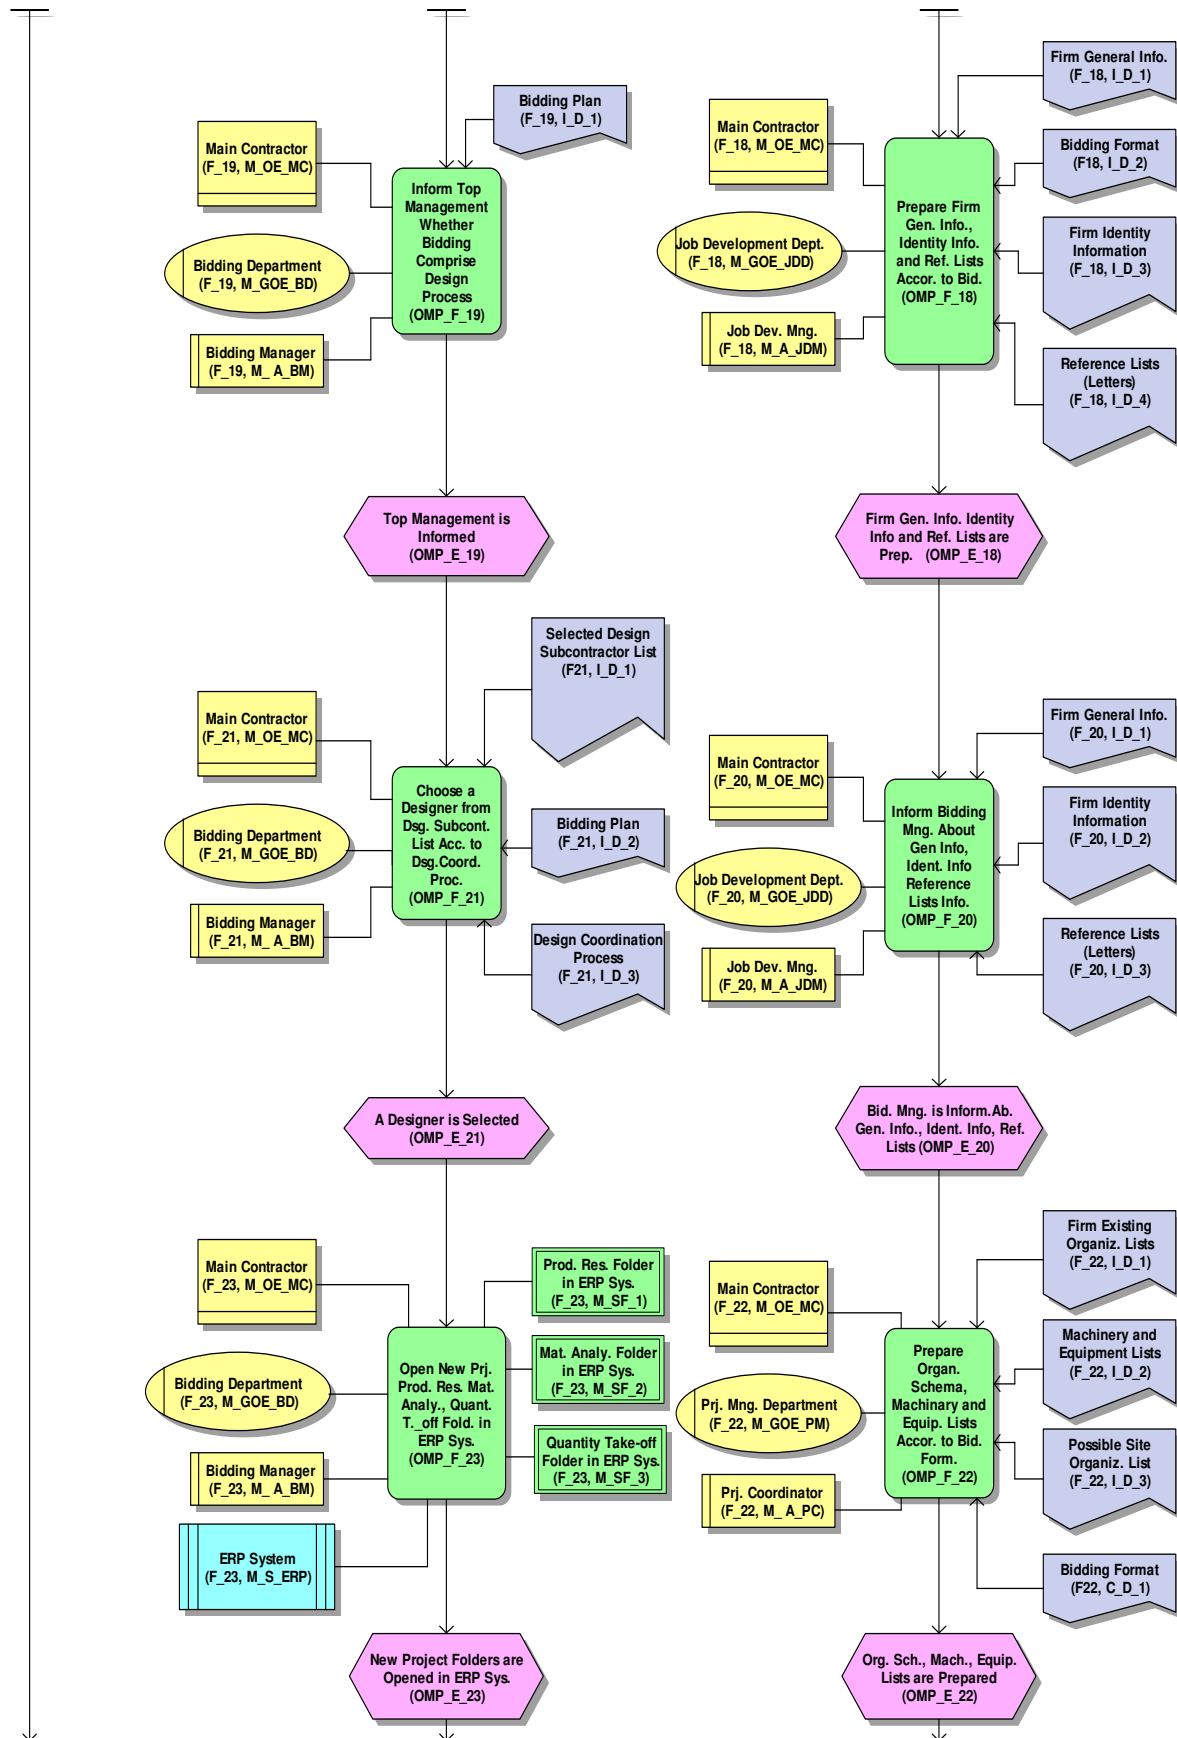 Bidding Plan
(F_19, I_D_1)
Main Contractor
(F_19, M_OE_MC)
Inform Top
Management
Whether
Bidding
Comprise
Design
Process
(OMP_F_19)
Bidding Department
(F_19, M_GOE_BD)
Bidding Manager
(F_19, M_ A_BM)
Top Management is
Informed
(OMP_E_19)
Selected Design
Subcontractor List
(F21, I_D_1)
Main Contractor
(F_21, M_OE_MC)
Choose a
Designer from
Dsg. Subcont.
List Acc. to
Dsg.Coord.
Proc.
(OMP_F_21)
Bidding Department
(F_21, M_GOE_BD)
Bidding Plan
(F_21, I_D_2)
Bidding Manager
(F_21, M_ A_BM)
Design Coordination
Process
(F_21, I_D_3)
A Designer is Selected
(OMP_E_21)
Main Contractor
(F_23, M_OE_MC)
Prod. Res. Folder
in ERP Sys.
(F_23, M_SF_1)
Open New Prj.
Prod. Res. Mat.
Analy., Quant.
T._off Fold. in
ERP Sys.
(OMP_F_23)
Mat. Analy. Folder
in ERP Sys.
(F_23, M_SF_2)
Bidding Department
(F_23, M_GOE_BD)
Quantity Take-off
Folder in ERP Sys.
(F_23, M_SF_3)
Bidding Manager
(F_23, M_ A_BM)
ERP System
(F_23, M_S_ERP)
New Project Folders are
Opened in ERP Sys.
(OMP_E_23)
Firm General Info.
(F_18, I_D_1)
Main Contractor
(F_18, M_OE_MC)
Bidding Format
(F18, I_D_2)
Prepare Firm
Gen. Info.,
Identity Info.
and Ref. Lists
Accor. to Bid.
(OMP_F_18)
Job Development Dept.
(F_18, M_GOE_JDD)
Firm Identity
Information
(F_18, I_D_3)
Job Dev. Mng.
(F_18, M_A_JDM)
Reference Lists
(Letters)
(F_18, I_D_4)
Firm Gen. Info. Identity
Info and Ref. Lists are
Prep. (OMP_E_18)
Firm General Info.
(F_20, I_D_1)
Main Contractor
(F_20, M_OE_MC)
Inform Bidding
Mng. About
Gen Info,
Ident. Info
Reference
Lists Info.
(OMP_F_20)
Firm Identity
Information
(F_20, I_D_2)
Job Development Dept.
(F_20, M_GOE_JDD)
Reference Lists
(Letters)
(F_20, I_D_3)
Job Dev. Mng.
(F_20, M_A_JDM)
Bid. Mng. is Inform.Ab.
Gen. Info., Ident. Info, Ref.
Lists (OMP_E_20)
Firm Existing
Organiz. Lists
(F_22, I_D_1)
Main Contractor
(F_22, M_OE_MC)
Prepare
Organ.
Schema,
Machinary and
Equip. Lists
Accor. to Bid.
Form.
(OMP_F_22)
Machinery and
Equipment Lists
(F_22, I_D_2)
Prj. Mng. Department
(F_22, M_GOE_PM)
Possible Site
Organiz. List
(F_22, I_D_3)
Prj. Coordinator
(F_22, M_ A_PC)
Bidding Format
(F22, C_D_1)
Org. Sch., Mach., Equip.
Lists are Prepared
(OMP_E_22)